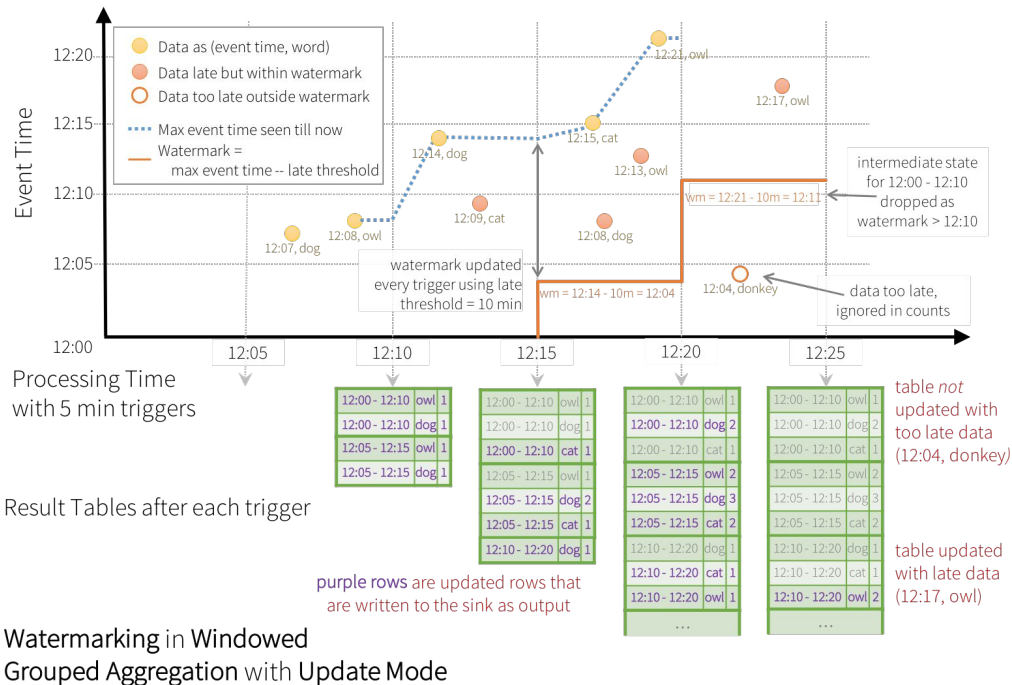 12:20
12:15
12:10
12:05
12:00
Event Time
Data as (event time, word)
Data late but within watermark
Data too late outside watermark
Max event time seen till now
Watermark =
max event time -- late threshold
12:07, dog
12:08, owl
12:14, dog
12:09, cat
12:15, cat
12:13, owl
12:08, dog
12:21, owl
12:17, owl
12:04, donkey
wm = 12:14 - 10m = 12:04
wm = 12:21 - 10m = 12:11
watermark updated
every trigger using late
threshold = 10 min
intermediate state
for 12:00 - 12:10
dropped as
watermark > 12:10
data too late,
ignored in counts
12:05
12:10
12:15
12:20
12:25
Processing Time
with 5 min triggers
12:00 - 12:10 owl 1
12:00 - 12:10 dog 1
12:05 - 12:15 owl 1
12:05 - 12:15 dog 1
12:00 - 12:10 owl 1
12:00 - 12:10 dog 1
12:00 - 12:10 cat 1
12:05 - 12:15 owl 1
12:05 - 12:15 dog 2
12:05 - 12:15 cat 1
12:10 - 12:20 dog 1
12:00 - 12:10 owl 1
12:00 - 12:10 dog 2
12:00 - 12:10 cat 1
12:05 - 12:15 owl 2
12:05 - 12:15 dog 3
12:05 - 12:15 cat 2
12:10 - 12:20 dog 1
12:10 - 12:20 cat 1
12:10 - 12:20 owl 1
...
12:00 - 12:10 owl 1
12:00 - 12:10 dog 2
12:00 - 12:10 cat 1
12:05 - 12:15 owl 2
12:05 - 12:15 dog 3
12:05 - 12:15 cat 2
12:10 - 12:20 dog 1
12:10 - 12:20 cat 1
12:10 - 12:20 owl 2
...
table not
updated with
too late data
(12:04, donkey)
table updated
with late data
(12:17, owl)
Result Tables after each trigger
purple rows are updated rows that
are written to the sink as output
Watermarking in Windowed
Grouped Aggregation with Update Mode